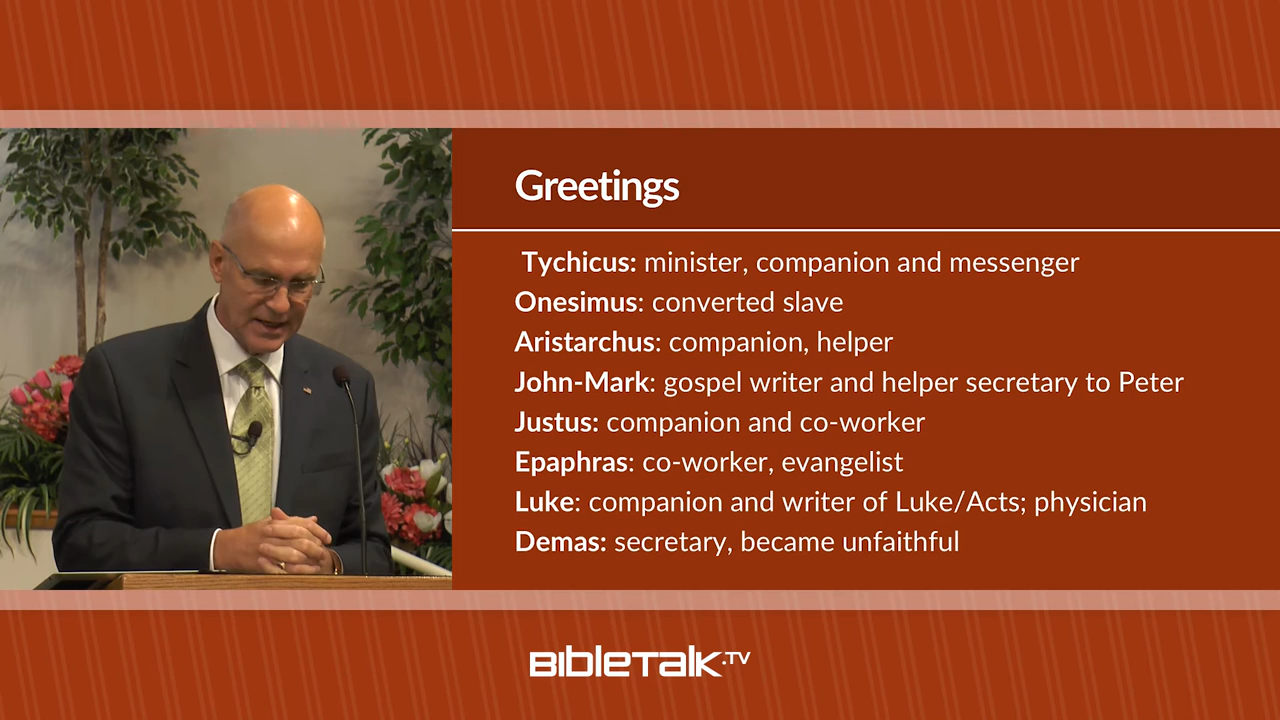 Greetings
Tychicus: minister, companion and messenger
Onesimus: converted slave
Aristarchus: companion, helper
John-Mark: gospel writer and helper secretary to Peter
Justus: companion and co-worker
Epaphras: co-worker, evangelist
Luke: companion and writer of Luke/Acts; physician
Demas: secretary, became unfaithful
BIBLETALK.TV